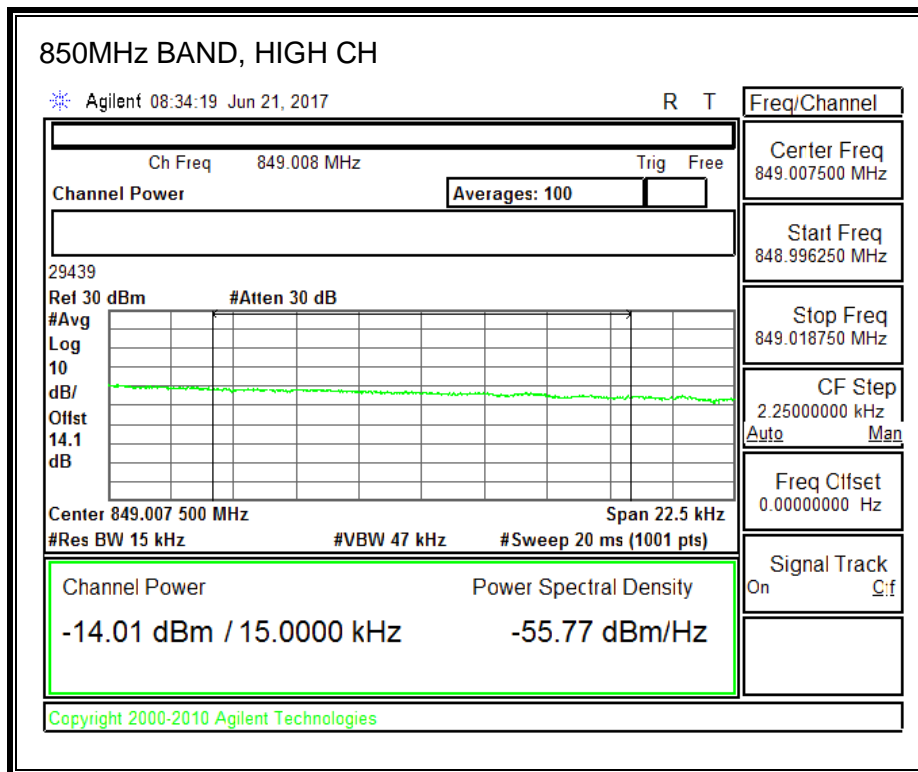 850MHz BAND, HIGH CH
Agilent 08:34:19 Jun 21, 2017 R T
Freq/Channel
Ch Freq 849.008 MHz Trig Free
Channel Power Averages: 100
29439
Ref 30 dBm #Atten 30 dB
#Avg
Log
10
dB/
Offst
14.1
dB
Center 849.007 500 MHz Span 22.5 kHz
#Res BW 15 kHz #VBW 47 kHz #Sweep 20 ms (1001 pts)
Channel Power Power Spectral Density
-14.01 dBm / 15.0000 kHz -55.77 dBm/Hz
Copyright 2000-2010 Agilent Technologies
Center Freq
849.007500 MHz
Start Freq
848.996250 MHz
Stop Freq
849.018750 MHz
CF Step
2.25000000 kHz
Auto Man
Freq Offset
0.00000000 Hz
Signal Track
On Off